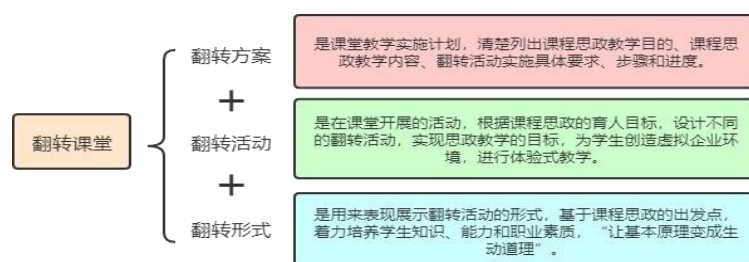 翻转课堂
翻转方案
是课堂教学实施计划，清楚列出课程思政教学目的、课程思
政教学内容、翻转活动实施具体要求、步骤和进度。
+
翻转活动
是在课堂开展的活动，根据课程思政的育人目标，设计不同
的翻转活动，实现思政教学的目标，为学生创造虚拟企业环
境，进行体验式教学。
+
翻转形式
是用来表现展示翻转活动的形式，基于课程思政的出发点，
着力培养学生知识、能力和职业素质，“让基本原理变成生
动道理”。